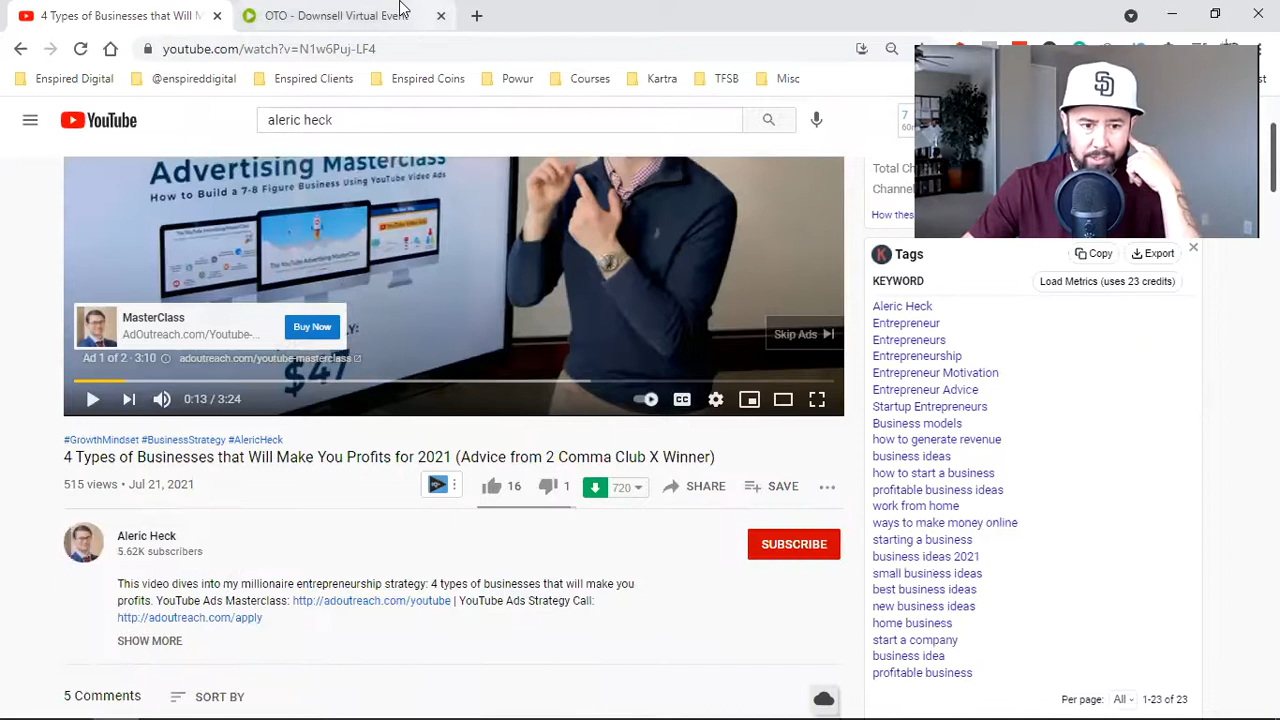 4 Types of Businesses that Will M
OTO - Downsell Virtual Event
youtube.com/watch?v=N1w6Puj-LF4
Enspired Digital
@enspireddigital
Enspired Clients
Enspired Coins
Powur
Courses
Kartra
TFSB
Misc
YouTube
aleric heck
SD
Advertising Masterclass
How to Build a 7-8 Figure Business Using YouTube Video Ads
Total Ch
Channel
How thes
MasterClass
AdOutreach.com/Youtube-...
Buy Now
Skip Ads
Ad 1 of 2 · 3:10
adoutreach.com/youtube-masterclass
$47
0:13 / 3:24
CC
#GrowthMindset #BusinessStrategy #AlericHeck
4 Types of Businesses that Will Make You Profits for 2021 (Advice from 2 Comma Club X Winner)
515 views • Jul 21, 2021
16
1
720
SHARE
SAVE
Aleric Heck
5.62K subscribers
SUBSCRIBE
This video dives into my millionaire entrepreneurship strategy: 4 types of businesses that will make you
profits. YouTube Ads Masterclass: http://adoutreach.com/youtube | YouTube Ads Strategy Call:
http://adoutreach.com/apply
SHOW MORE
5 Comments
SORT BY
K
Tags
Copy
Export
KEYWORD
Load Metrics (uses 23 credits)
Aleric Heck
Entrepreneur
Entrepreneurs
Entrepreneurship
Entrepreneur Motivation
Entrepreneur Advice
Startup Entrepreneurs
Business models
how to generate revenue
business ideas
how to start a business
profitable business ideas
work from home
ways to make money online
starting a business
business ideas 2021
small business ideas
best business ideas
new business ideas
home business
start a company
business idea
profitable business
Per page:
All
1-23 of 23